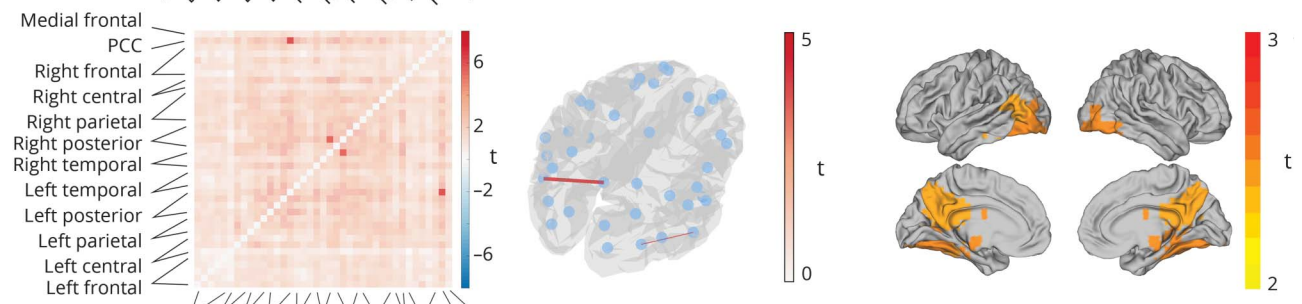 Medial frontal
PCC
Right frontal
Right central
Right parietal
Right posterior
Right temporal
Left temporal
Left posterior
Left parietal
Left central
Left frontal
6
2
−2
−6
t
5
0
t
3
2
t